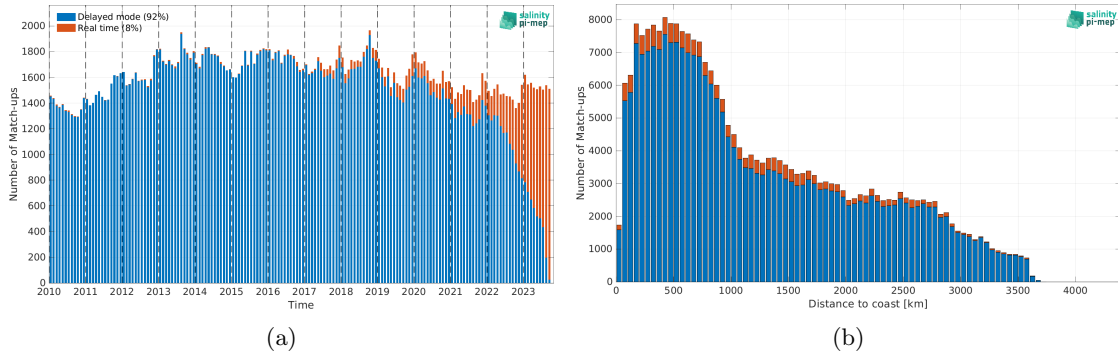 Delayed mode (92%)
Real time (8%)
salinity
pi-mep
Number of Match-ups
2000
1800
1600
1400
1200
1000
800
600
400
200
0
2010 2011 2012 2013 2014 2015 2016 2017 2018 2019 2020 2021 2022 2023
Time
(a)
salinity
pi-mep
Number of Match-ups
8000
7000
6000
5000
4000
3000
2000
1000
0
0 500 1000 1500 2000 2500 3000 3500 4000
Distance to coast [km]
(b)